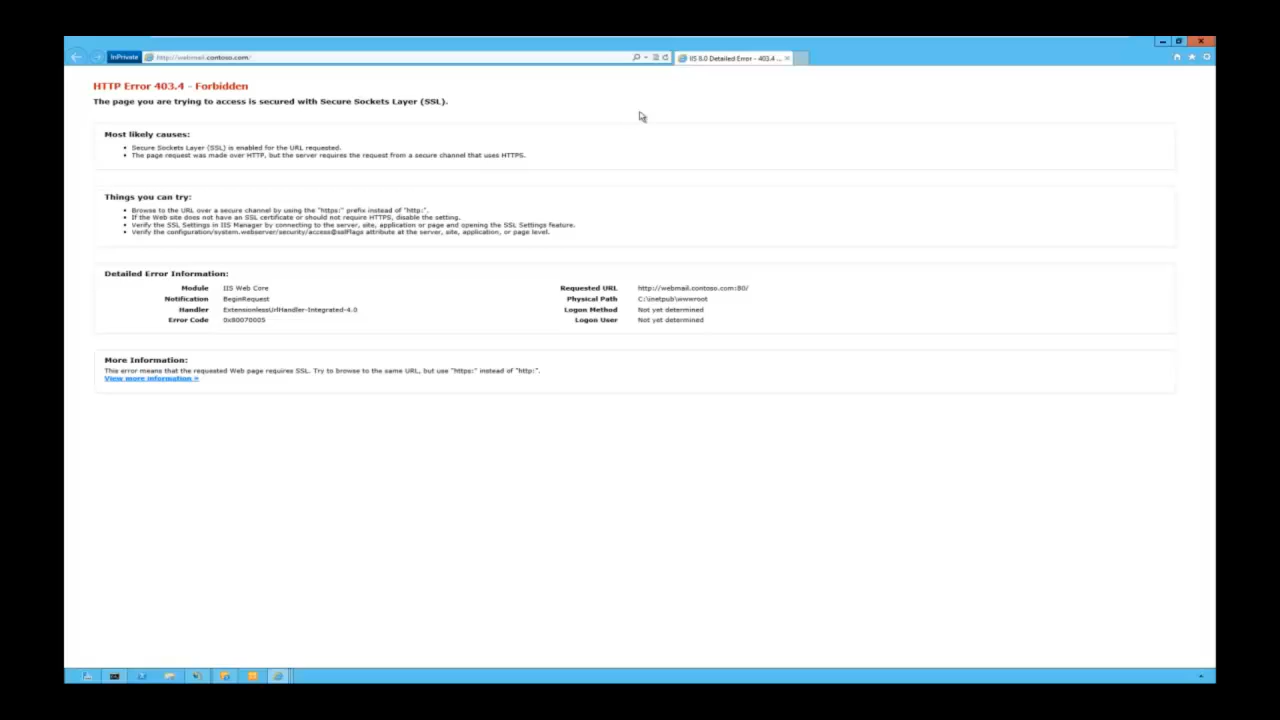 InPrivate
http://webmail.contoso.com/
IIS 8.0 Detailed Error - 403.4 ...
HTTP Error 403.4 - Forbidden
The page you are trying to access is secured with Secure Sockets Layer (SSL).
Most likely causes:
Secure Sockets Layer (SSL) is enabled for the URL requested.
The page request was made over HTTP, but the server requires the request from a secure channel that uses HTTPS.
Things you can try:
Browse to the URL over a secure channel by using the "https:" prefix instead of "http:".
If the Web site does not have an SSL certificate or should not require HTTPS, disable the setting.
Verify the SSL Settings in IIS Manager by connecting to the server, site, application or page and opening the SSL Settings feature.
Verify the configuration/system.webserver/security/access@sslFlags attribute at the server, site, application, or page level.
Detailed Error Information:
Module IIS Web Core Requested URL http://webmail.contoso.com:80/
Notification BeginRequest Physical Path C:\inetpub\wwwroot
Handler ExtensionlessUrlHandler-Integrated-4.0 Logon Method Not yet determined
Error Code 0x80070005 Logon User Not yet determined
More Information:
This error means that the requested Web page requires SSL. Try to browse to the same URL, but use "https:" instead of "http:".
View more information »